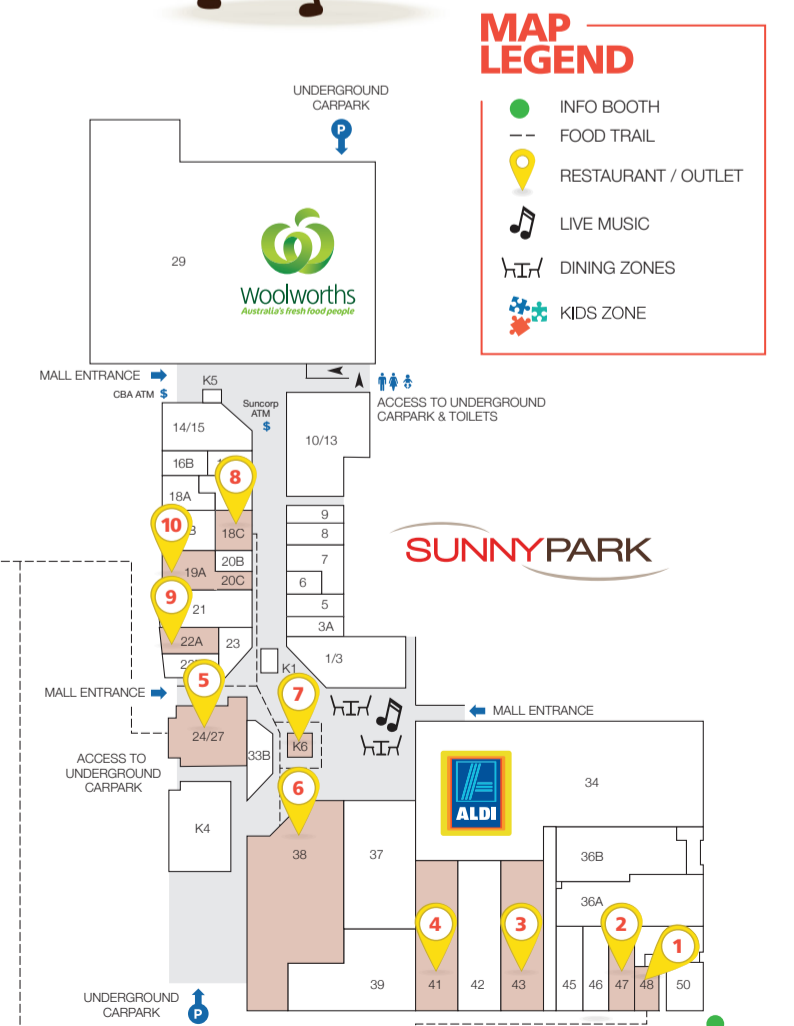 MAP
LEGEND
INFO BOOTH
FOOD TRAIL
RESTAURANT / OUTLET
LIVE MUSIC
DINING ZONES
KIDS ZONE
UNDERGROUND
CARPARK
P
29
Woolworths
Australia's fresh food people
MALL ENTRANCE
CBA ATM $
K5
Suncorp
ATM
$
ACCESS TO UNDERGROUND
CARPARK & TOILETS
14/15
10/13
16B
8
18A
9
10
18C
8
SUNNYPARK
20B
7
19A
20C
6
9
21
5
3A
22A
23
1/3
K1
5
7
MALL ENTRANCE
MALL ENTRANCE
24/27
K6
33B
ACCESS TO
UNDERGROUND
CARPARK
ALDI
34
6
K4
38
37
36B
36A
4
3
2
1
39
41
42
43
45
46
47
48
50
UNDERGROUND
CARPARK
P